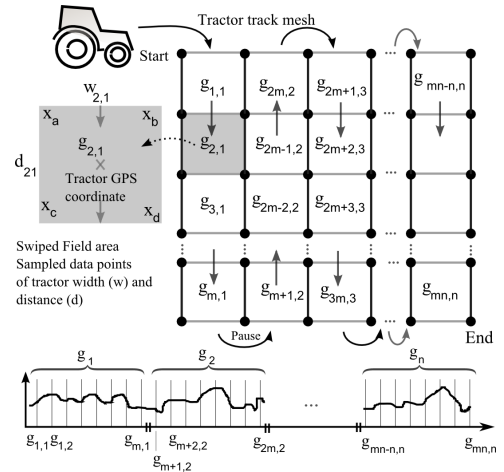 Tractor track mesh
Start
w2,1
g1,1 g2m,2 g2m+1,3 ... g mn-n,n
xa xb
g2,1
d21
Tractor GPS
coordinate
xc xd
g2,1 g2m-1,2 g2m+2,3 ...
g3,1 g2m-2,2 g2m+3,3
Swiped Field area
Sampled data points
of tractor width (w) and
distance (d)
gm,1 gm+1,2 g3m,3 ... gmn,n
Pause ... End
g1 g2 gn
...
g1,1 g1,2 gm,1 gm+1,2 gm+2,2 g2m,2 gmn-n,n gmn,n